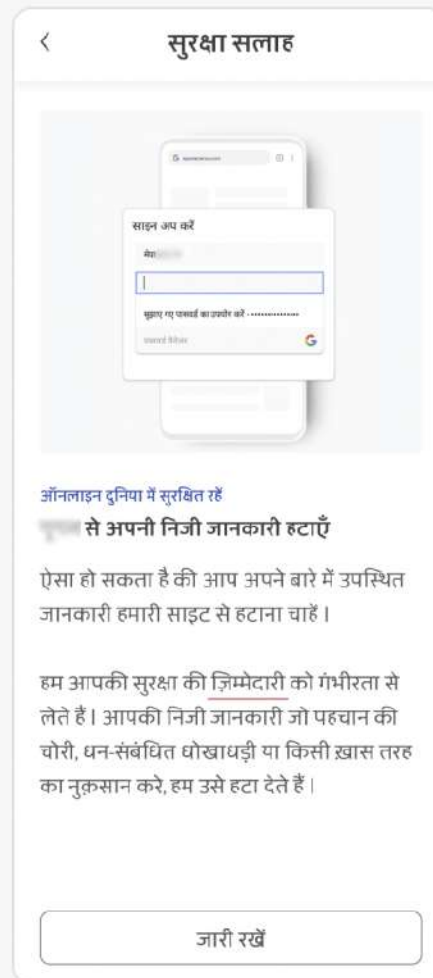 सुरक्षा सलाह
साइन अप करें
सुझाए गए पासवर्ड का उपयोग करें
ऑनलाइन दुनिया में सुरक्षित रहें
से अपनी निजी जानकारी हटाएँ
ऐसा हो सकता है की आप अपने बारे में उपस्थित
जानकारी हमारी साइट से हटाना चाहें।
हम आपकी सुरक्षा की ज़िम्मेदारी को गंभीरता से
लेते हैं। आपकी निजी जानकारी जो पहचान की
चोरी, धन-संबंधित धोखाधड़ी या किसी ख़ास तरह
का नुक़सान करे, हम उसे हटा देते हैं।
जारी रखें